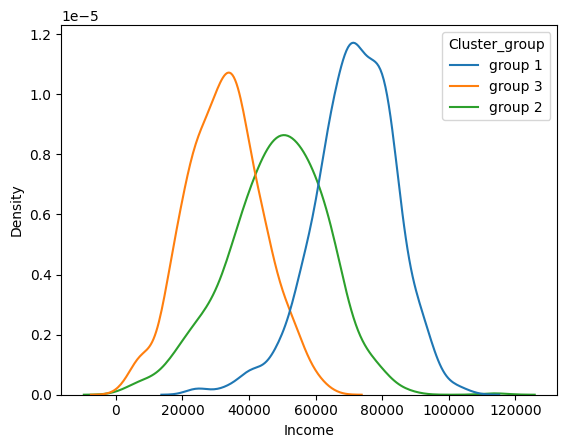 1e−5
Cluster_group
group 1
group 3
group 2
1.2
1.0
0.8
0.6
0.4
0.2
0.0
Density
0
20000
40000
60000
80000
100000
120000
Income